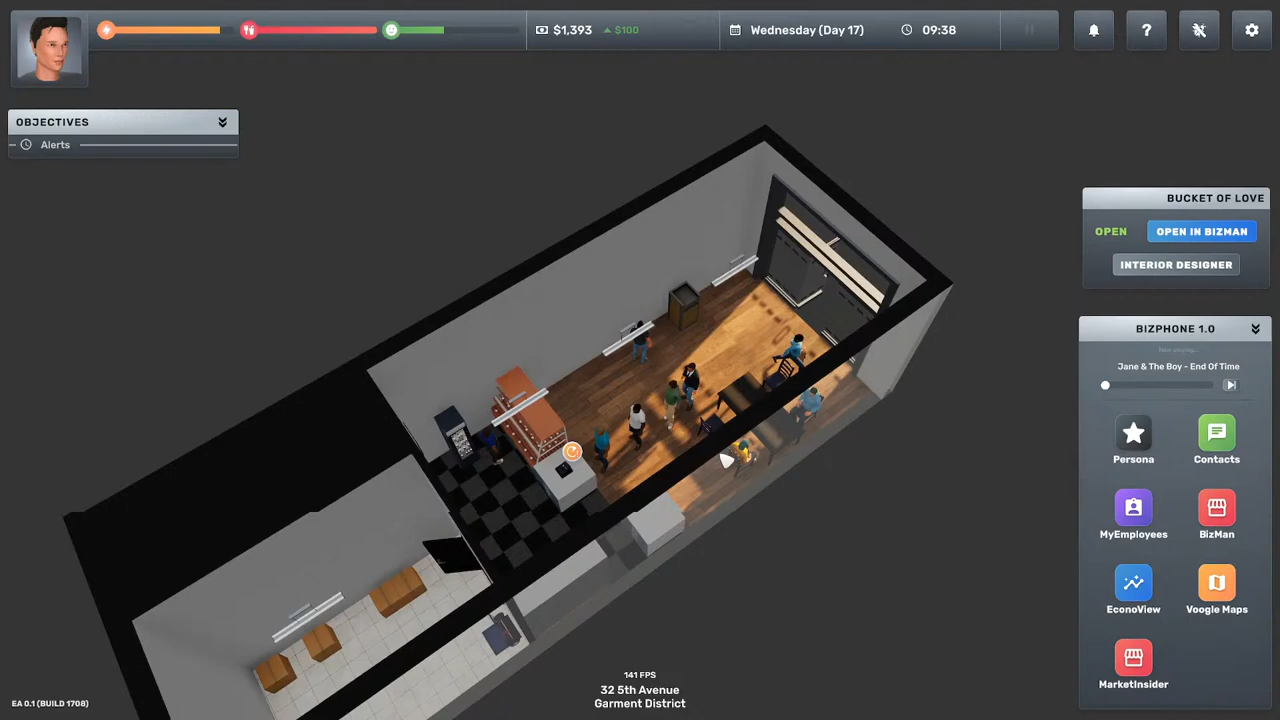 $1,393
$100
Wednesday (Day 17)
09:38
?
OBJECTIVES
Alerts
BUCKET OF LOVE
OPEN
OPEN IN BIZMAN
INTERIOR DESIGNER
BIZPHONE 1.0
Now playing...
Jane & The Boy - End Of Time
Persona
Contacts
MyEmployees
BizMan
EconoView
Voogle Maps
MarketInsider
141 FPS
32 5th Avenue
Garment District
EA 0.1 (BUILD 1708)